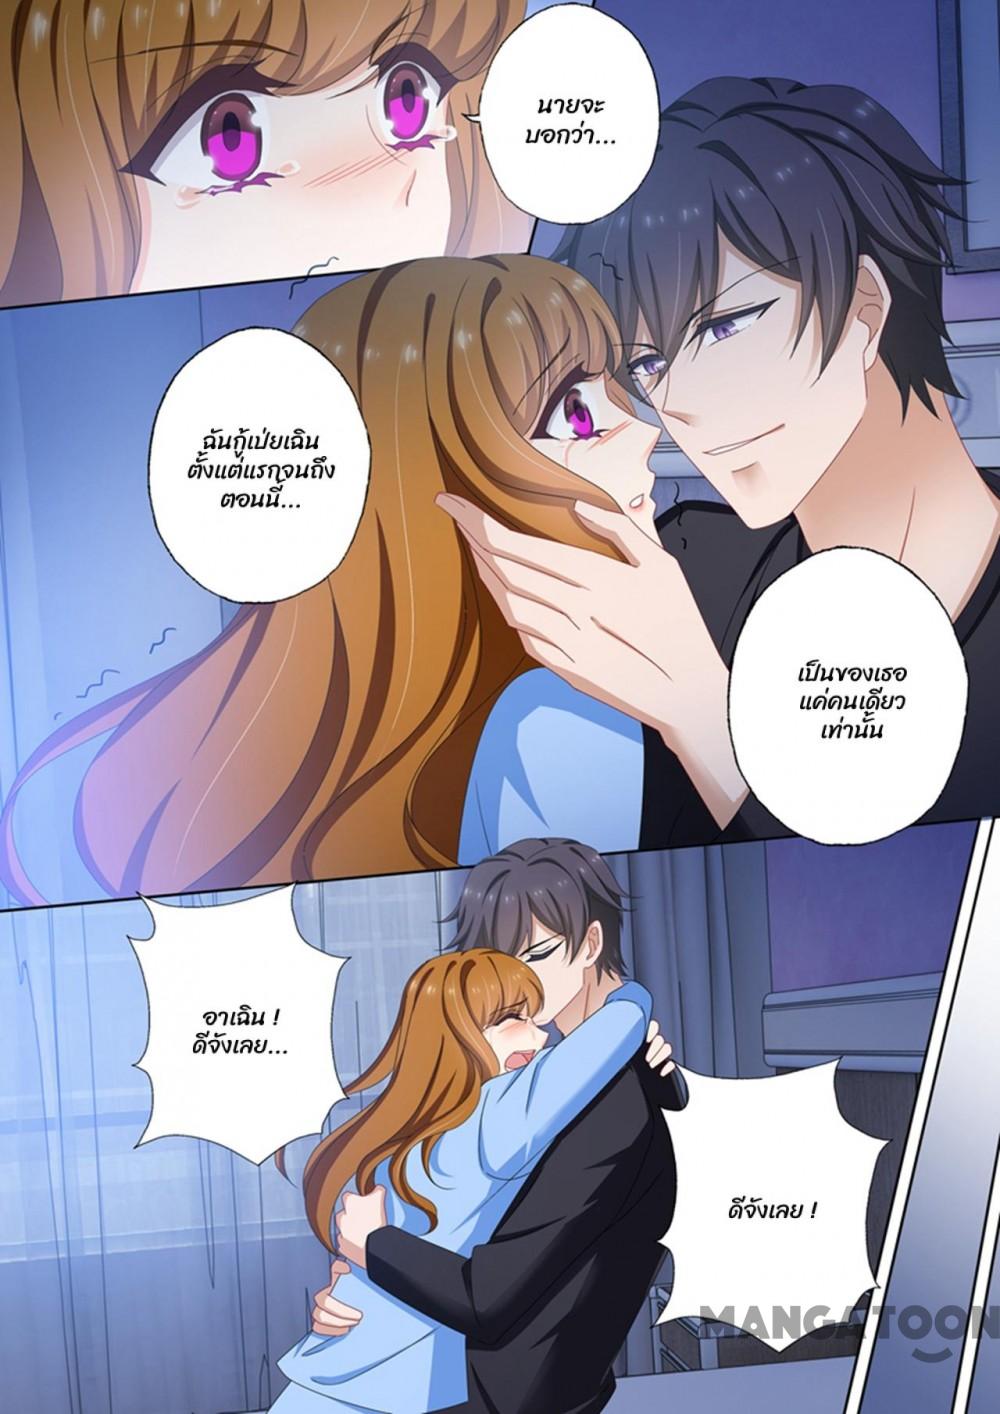 นายจะ
บอกว่า...
ฉันกู้เป่ยเฉิน
ตั้งแต่แรกจนถึง
ตอนนี้...
เป็นของเธอ
แค่คนเดียว
เท่านั้น
อาเฉิน !
ดีจังเลย...
ดีจังเลย !
MANGATOON